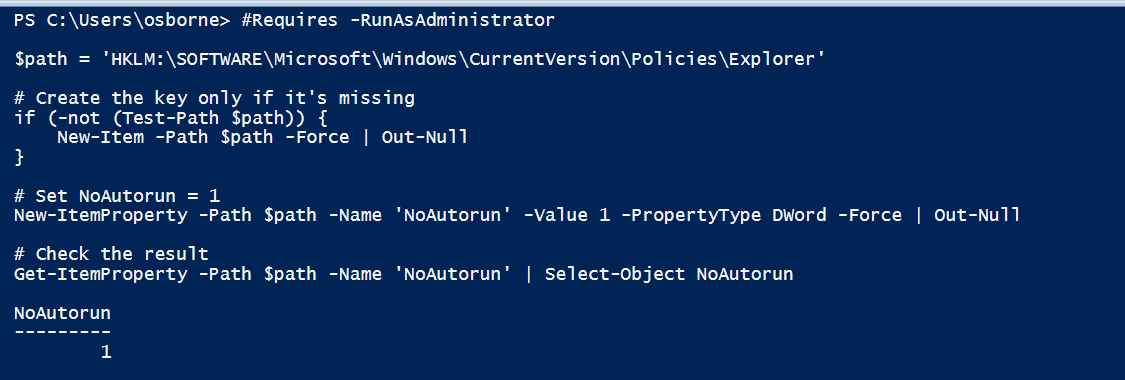 PS C:\Users\osborne> #Requires -RunAsAdministrator
$path = 'HKLM:\SOFTWARE\Microsoft\Windows\CurrentVersion\Policies\Explorer'
# Create the key only if it's missing
if (-not (Test-Path $path)) {
    New-Item -Path $path -Force | Out-Null
}
# Set NoAutorun = 1
New-ItemProperty -Path $path -Name 'NoAutorun' -Value 1 -PropertyType DWord -Force | Out-Null
# Check the result
Get-ItemProperty -Path $path -Name 'NoAutorun' | Select-Object NoAutorun
NoAutorun
---------
        1